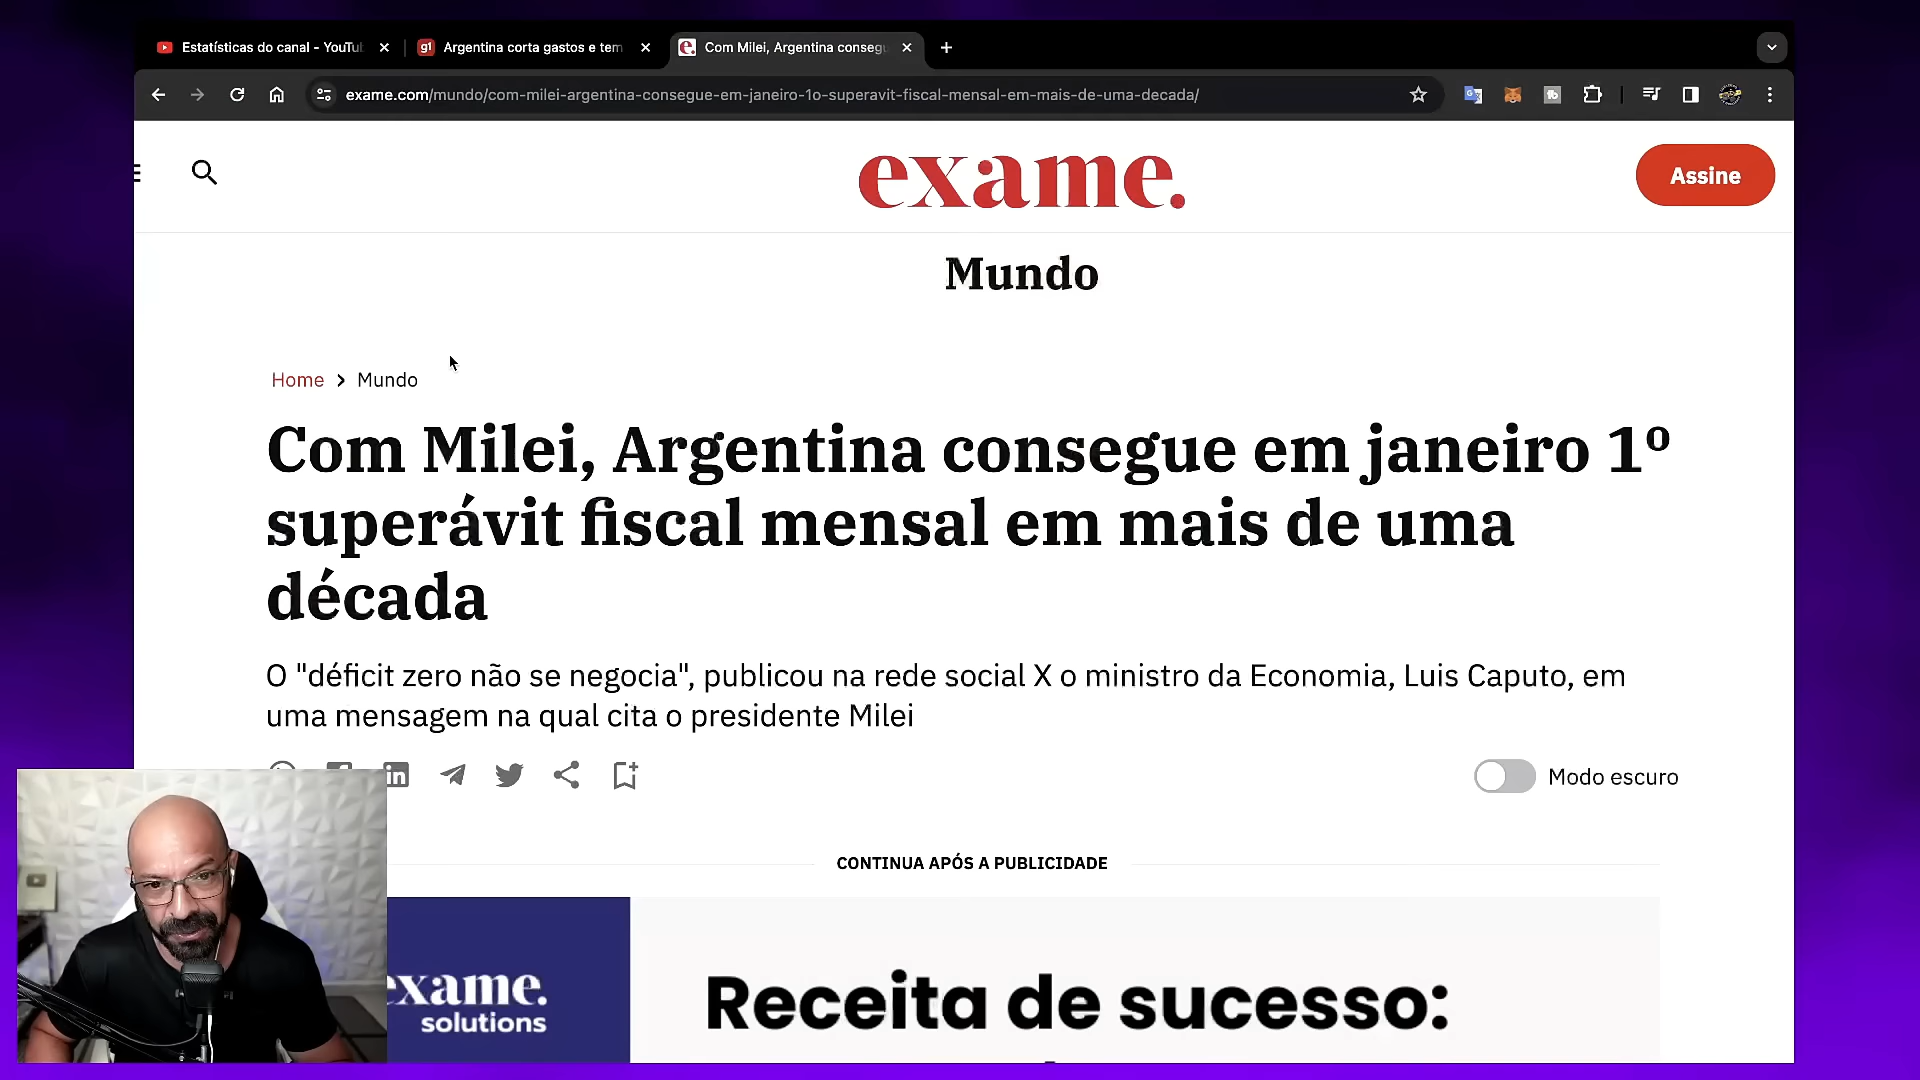 Estatísticas do canal - YouTu
Argentina corta gastos e tem
Com Milei, Argentina conseg
exame.com/mundo/com-milei-argentina-consegue-em-janeiro-1o-superavit-fiscal-mensal-em-mais-de-uma-decada/
exame.
Assine
Mundo
Home > Mundo
Com Milei, Argentina consegue em janeiro 1º
superávit fiscal mensal em mais de uma
década
O "déficit zero não se negocia", publicou na rede social X o ministro da Economia, Luis Caputo, em
uma mensagem na qual cita o presidente Milei
Modo escuro
CONTINUA APÓS A PUBLICIDADE
exame.
solutions
Receita de sucesso: